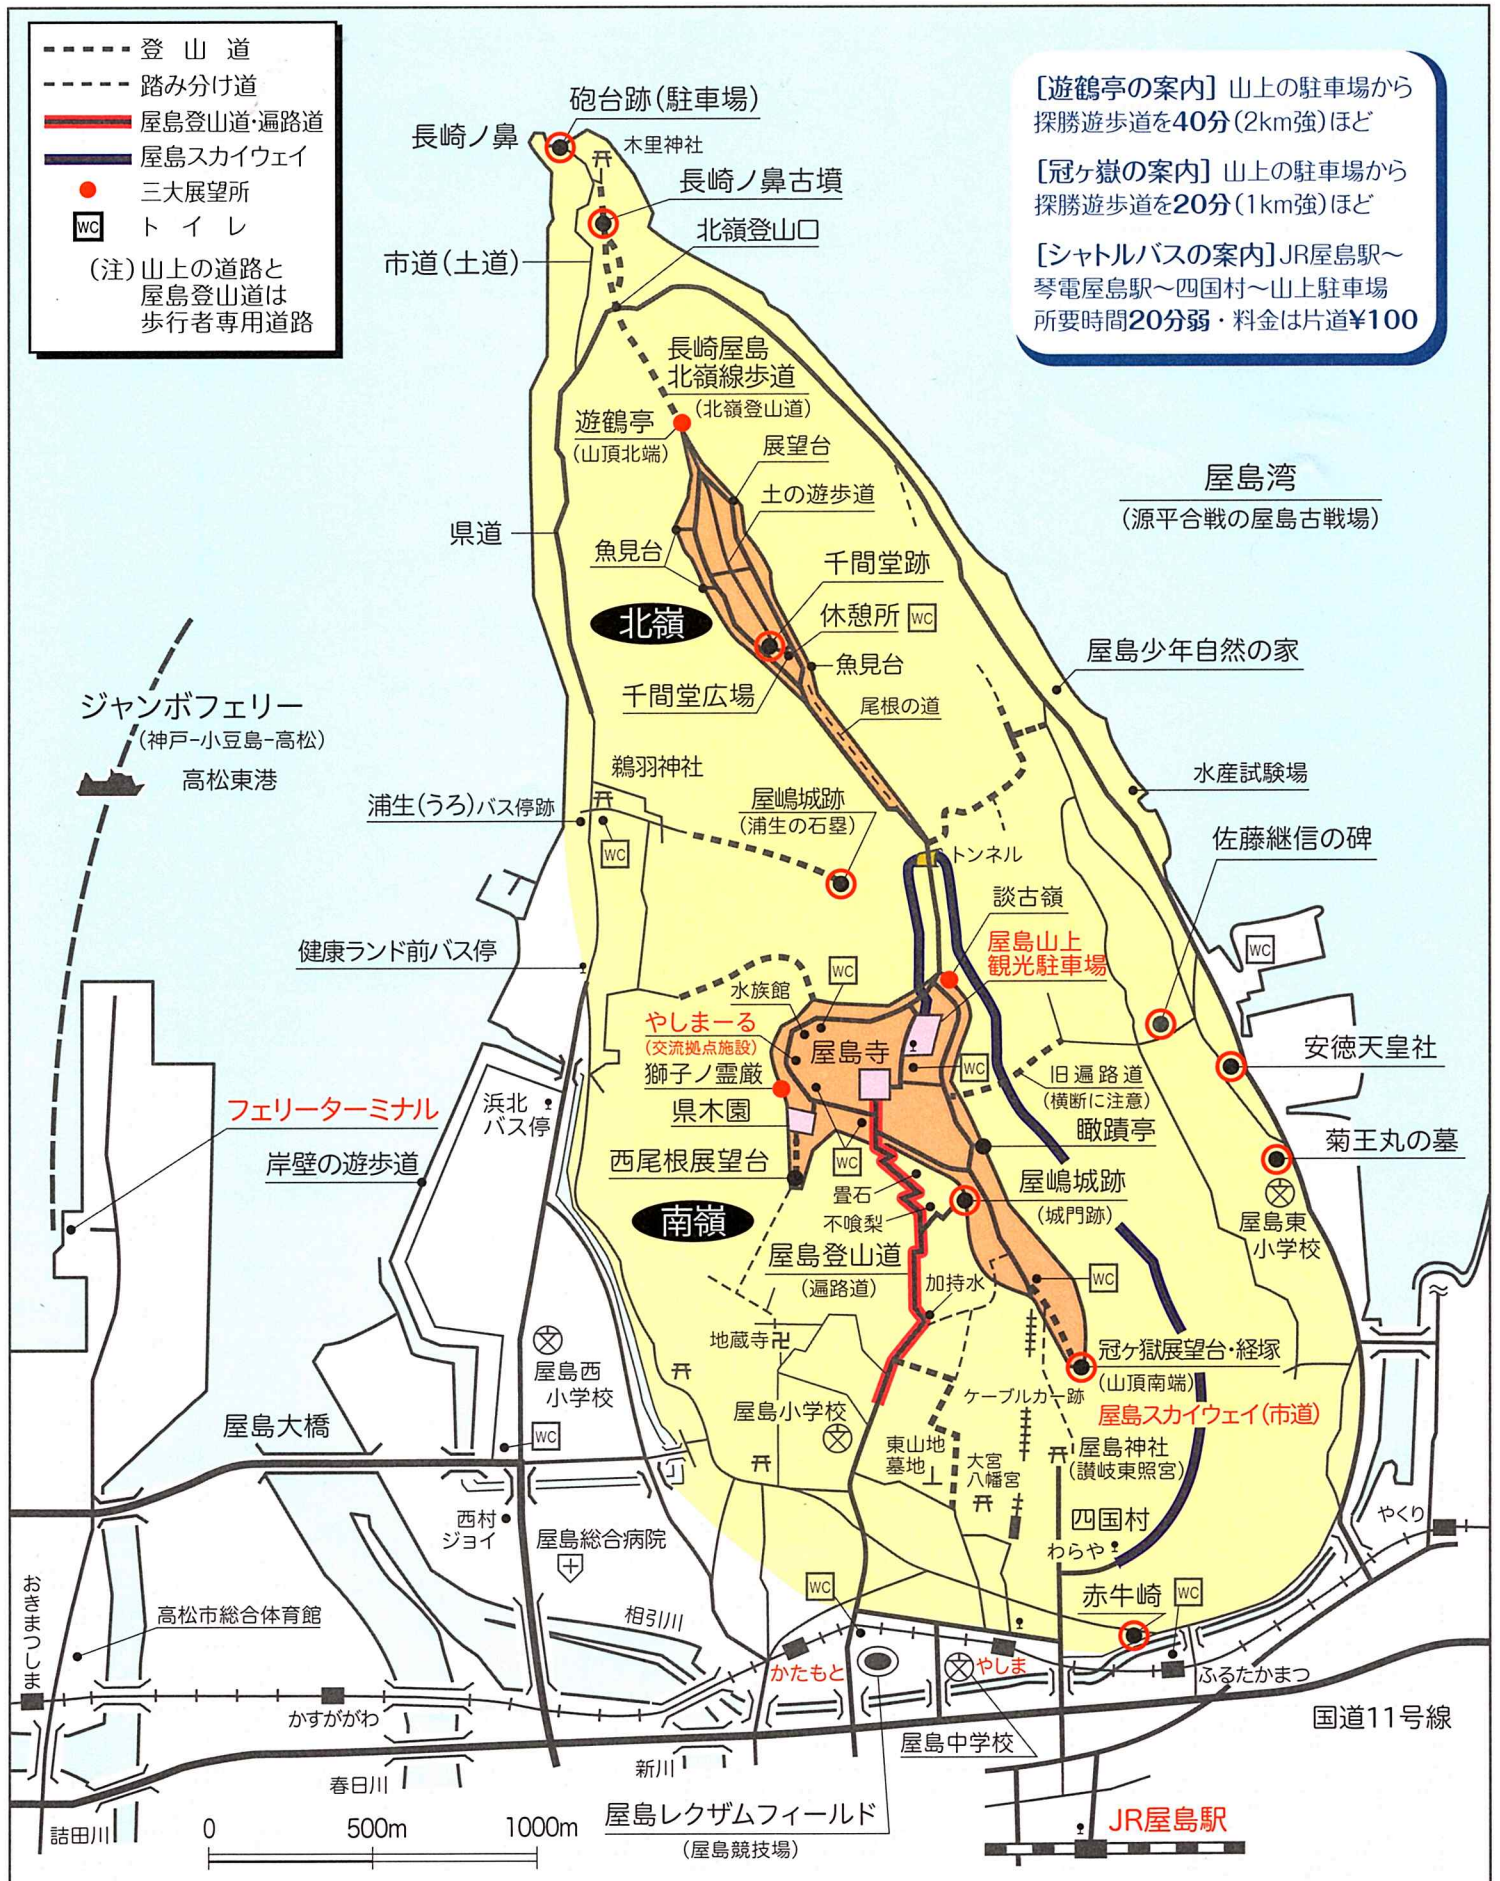 登 山 道
踏み分け道
屋島登山道・遍路道
屋島スカイウェイ
三大展望所
WC
ト イ レ
(注)山上の道路と
屋島登山道は
歩行者専用道路
[遊鶴亭の案内] 山上の駐車場から
探勝遊歩道を40分(2km強)ほど
[冠ヶ獄の案内] 山上の駐車場から
探勝遊歩道を20分(1km強)ほど
[シャトルバスの案内]JR屋島駅〜
琴電屋島駅〜四国村〜山上駐車場
所要時間20分弱・料金は片道¥100
砲台跡(駐車場)
長崎ノ鼻
木里神社
長崎ノ鼻古墳
北嶺登山口
市道(土道)
長崎屋島
北嶺線歩道
(北嶺登山道)
遊鶴亭
(山頂北端)
展望台
土の遊歩道
屋島湾
(源平合戦の屋島古戦場)
県道
魚見台
千間堂跡
北嶺
休憩所
WC
魚見台
屋島少年自然の家
千間堂広場
尾根の道
ジャンボフェリー
(神戸-小豆島-高松)
高松東港
鵜羽神社
水産試験場
浦生(うろ)バス停跡
屋嶋城跡
(浦生の石塁)
WC
トンネル
佐藤継信の碑
談古嶺
健康ランド前バス停
屋島山上
観光駐車場
WC
WC
水族館
やしまーる
(交流拠点施設)
屋島寺
獅子ノ霊厳
県木園
WC
旧遍路道
(横断に注意)
安徳天皇社
フェリーターミナル
浜北
バス停
瞰蹟亭
菊王丸の墓
岸壁の遊歩道
西尾根展望台
WC
畳石
屋嶋城跡
(城門跡)
南嶺
不喰梨
屋島東
小学校
屋島登山道
(遍路道)
加持水
WC
地蔵寺
冠ヶ獄展望台・経塚
(山頂南端)
屋島西
小学校
ケーブルカー跡
屋島スカイウェイ(市道)
屋島小学校
屋島大橋
WC
東山地
墓地
大宮
八幡宮
屋島神社
(讃岐東照宮)
西村
ジョイ
屋島総合病院
四国村
わらや
やくり
おきまつしま
高松市総合体育館
相引川
WC
赤牛崎
WC
かたもと
やしま
ふるたかまつ
かすががわ
国道11号線
屋島中学校
新川
春日川
詰田川
0 500m 1000m
屋島レクザムフィールド
(屋島競技場)
JR屋島駅